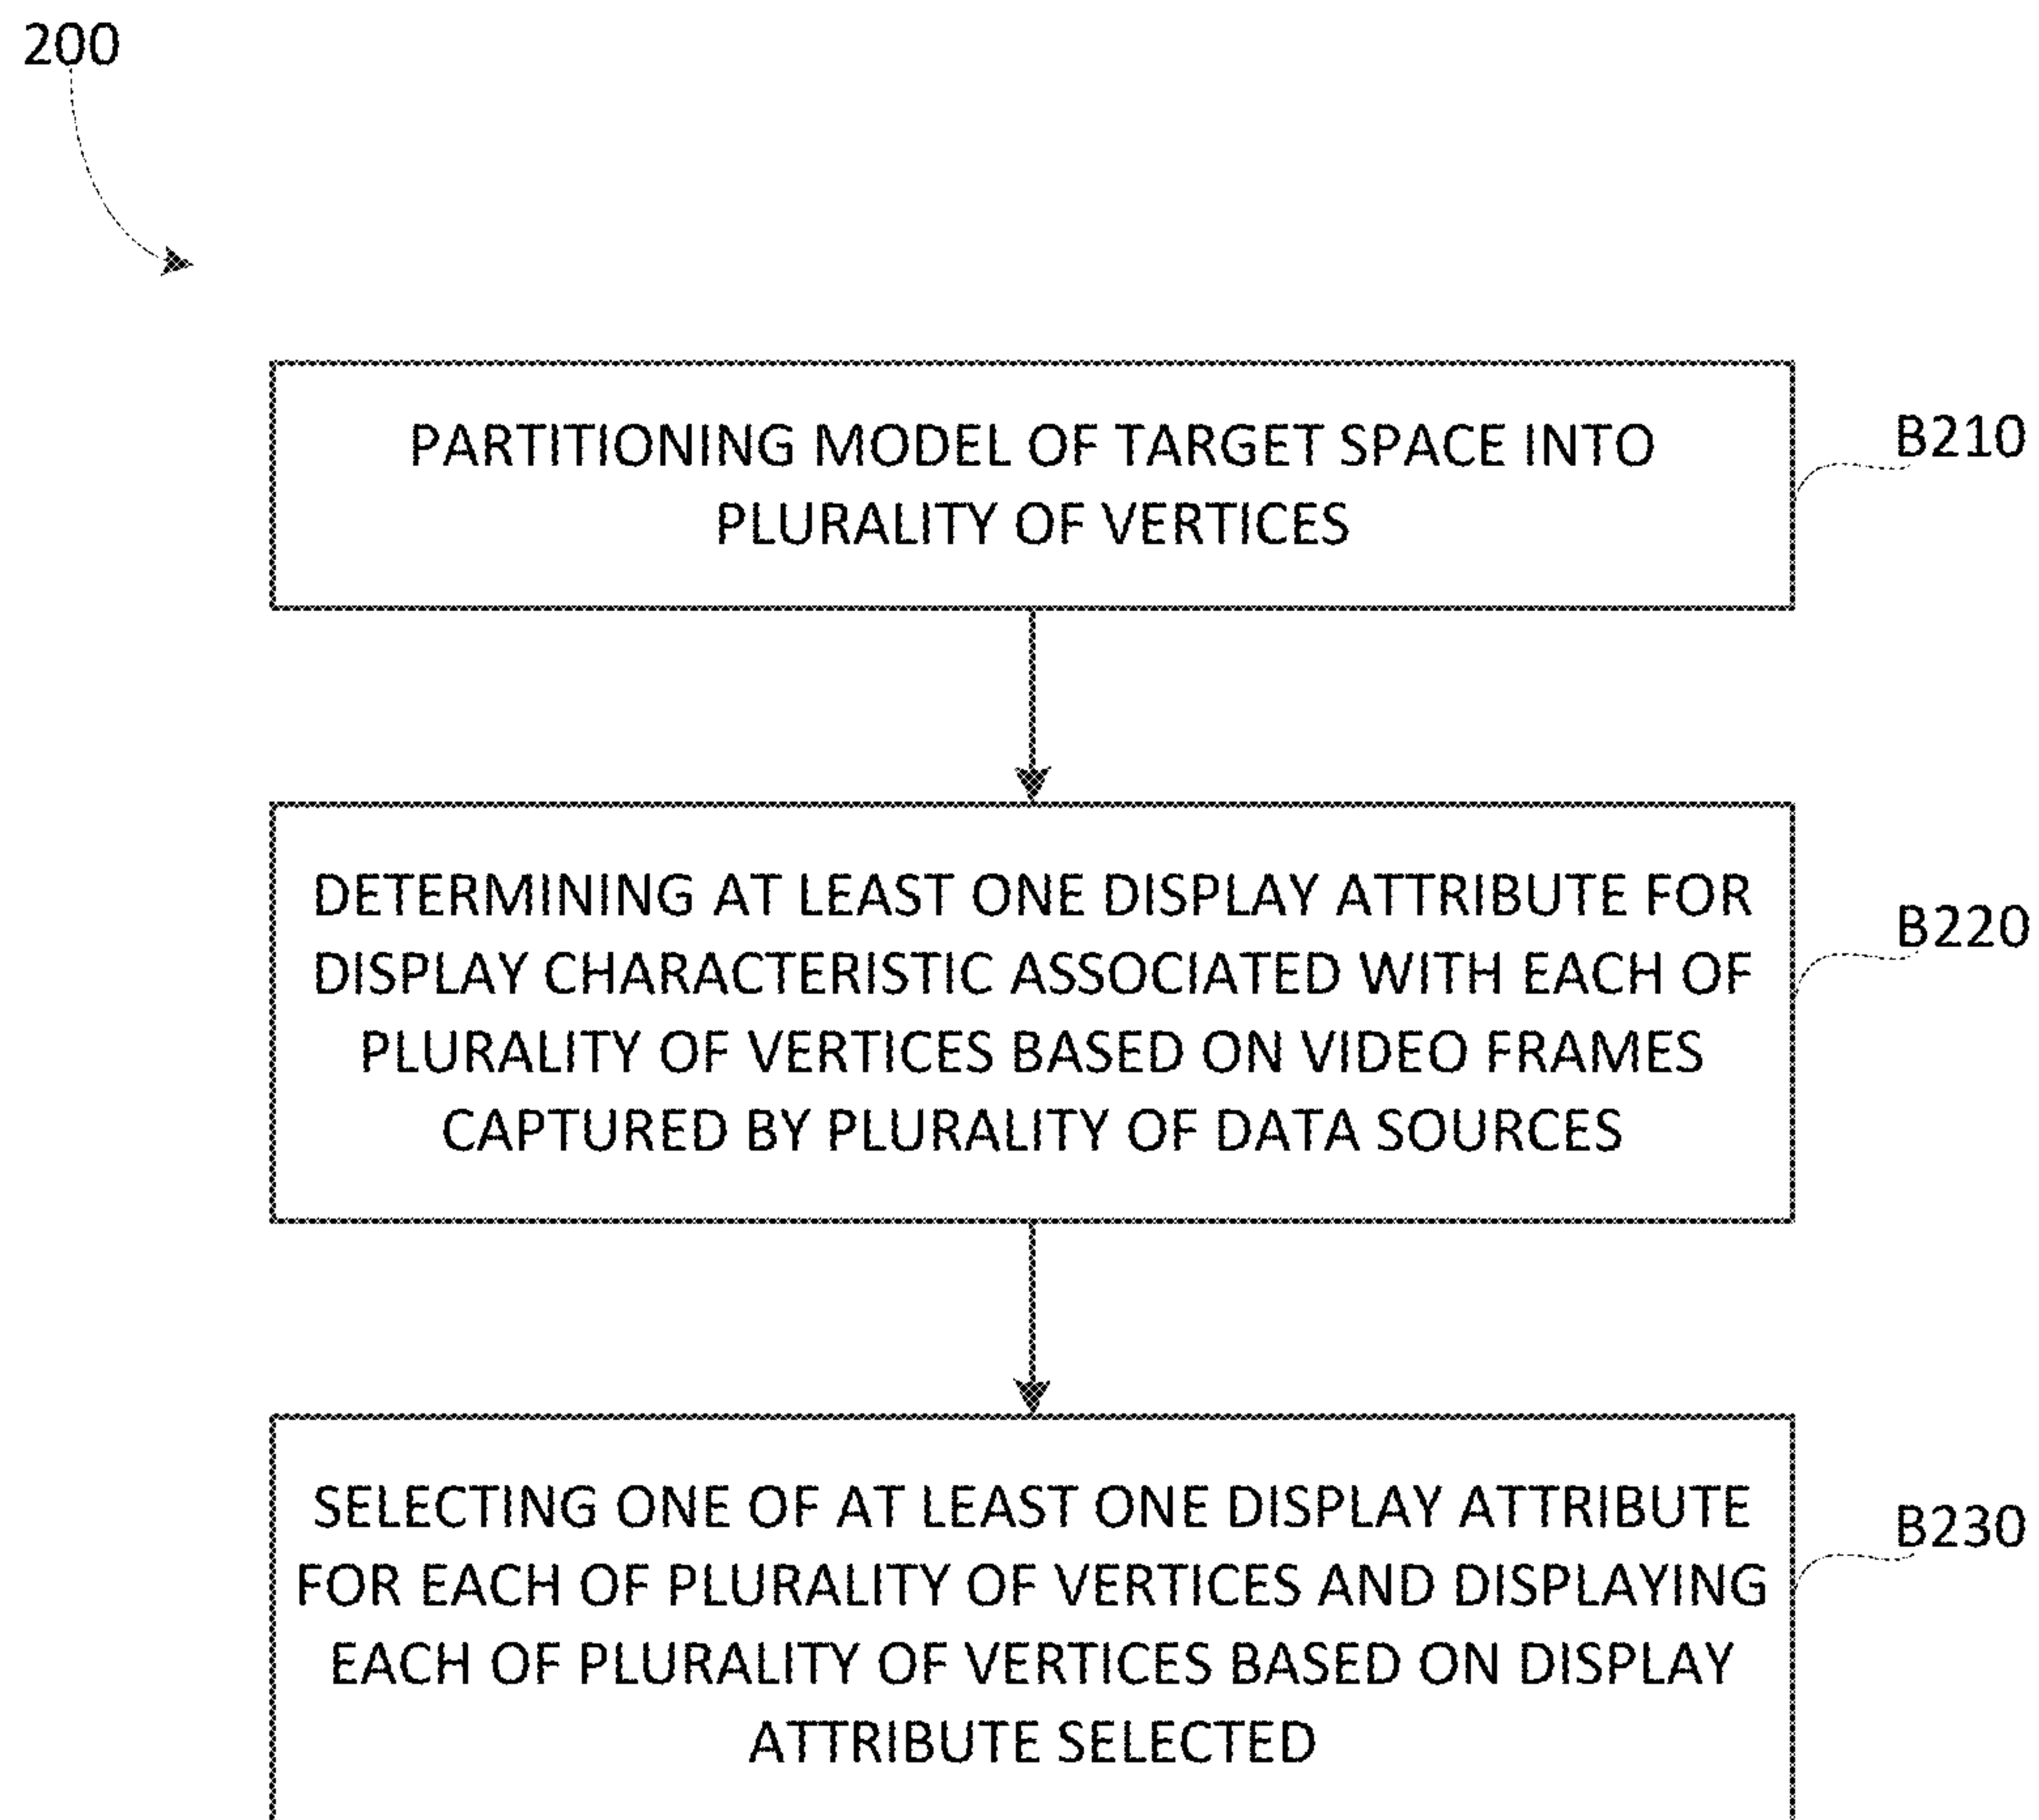 200
PARTITIONING MODEL OF TARGET SPACE INTO
PLURALITY OF VERTICES
B210
DETERMINING AT LEAST ONE DISPLAY ATTRIBUTE FOR
DISPLAY CHARACTERISTIC ASSOCIATED WITH EACH OF
PLURALITY OF VERTICES BASED ON VIDEO FRAMES
CAPTURED BY PLURALITY OF DATA SOURCES
B220
SELECTING ONE OF AT LEAST ONE DISPLAY ATTRIBUTE
FOR EACH OF PLURALITY OF VERTICES AND DISPLAYING
EACH OF PLURALITY OF VERTICES BASED ON DISPLAY
ATTRIBUTE SELECTED
B230